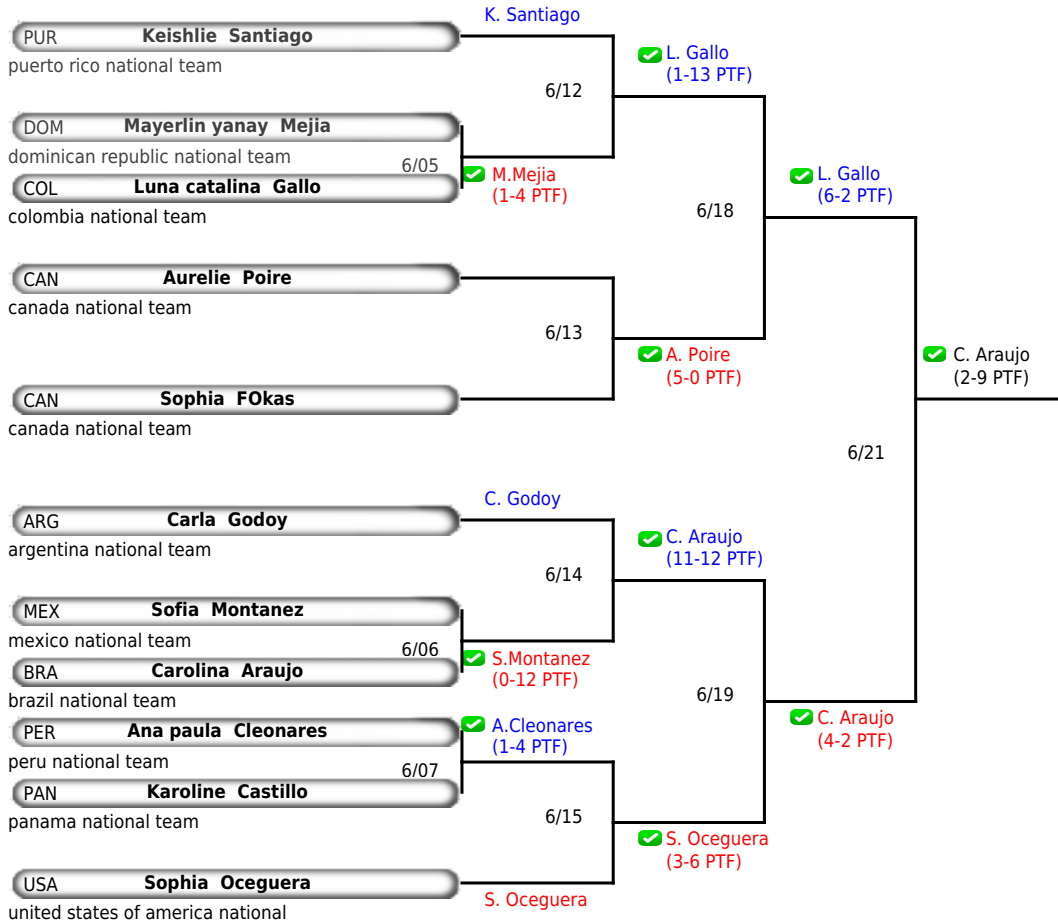 K. Santiago
PUR Keishlie Santiago
puerto rico national team
L. Gallo
(1-13 PTF)
6/12
DOM Mayerlin yanay Mejia
dominican republic national team
6/05
M.Mejia
(1-4 PTF)
COL Luna catalina Gallo
colombia national team
L. Gallo
(6-2 PTF)
6/18
CAN Aurelie Poire
canada national team
6/13
A. Poire
(5-0 PTF)
CAN Sophia FOkas
canada national team
C. Araujo
(2-9 PTF)
6/21
C. Godoy
ARG Carla Godoy
argentina national team
C. Araujo
(11-12 PTF)
6/14
MEX Sofia Montanez
mexico national team
6/06
S.Montanez
(0-12 PTF)
BRA Carolina Araujo
brazil national team
6/19
C. Araujo
(4-2 PTF)
PER Ana paula Cleonares
peru national team
A.Cleonares
(1-4 PTF)
6/07
PAN Karoline Castillo
panama national team
6/15
S. Oceguera
(3-6 PTF)
USA Sophia Oceguera
united states of america national
S. Oceguera